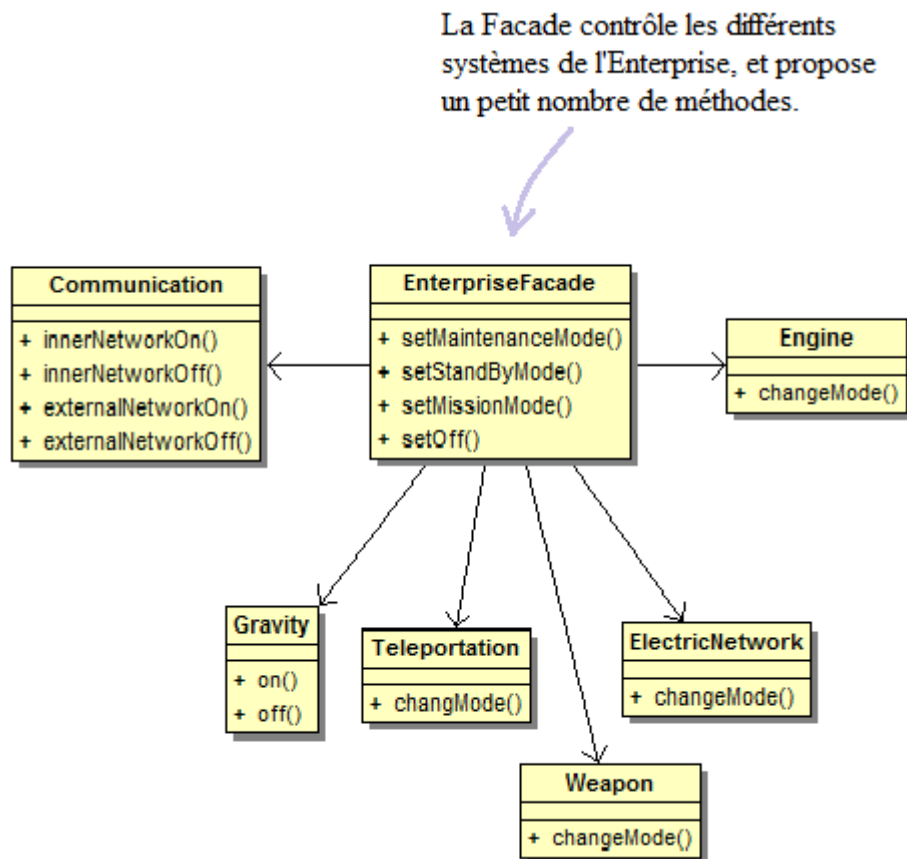 La Facade contrôle les différents
systèmes de l'Enterprise, et propose
un petit nombre de méthodes.
Communication
+ innerNetworkOn()
+ innerNetworkOff()
+ externalNetworkOn()
+ externalNetworkOff()
EnterpriseFacade
+ setMaintenanceMode()
+ setStandByMode()
+ setMissionMode()
+ setOff()
Engine
+ changeMode()
Gravity
+ on()
+ off()
Teleportation
+ changMode()
Weapon
+ changeMode()
ElectricNetwork
+ changeMode()